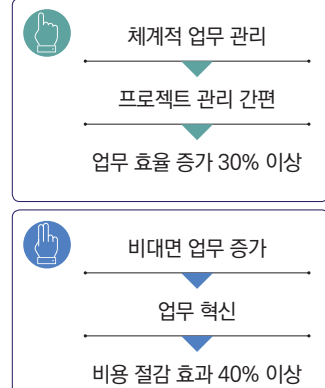 체계적 업무 관리
프로젝트 관리 간편
업무 효율 증가 30% 이상
비대면 업무 증가
업무 혁신
비용 절감 효과 40% 이상